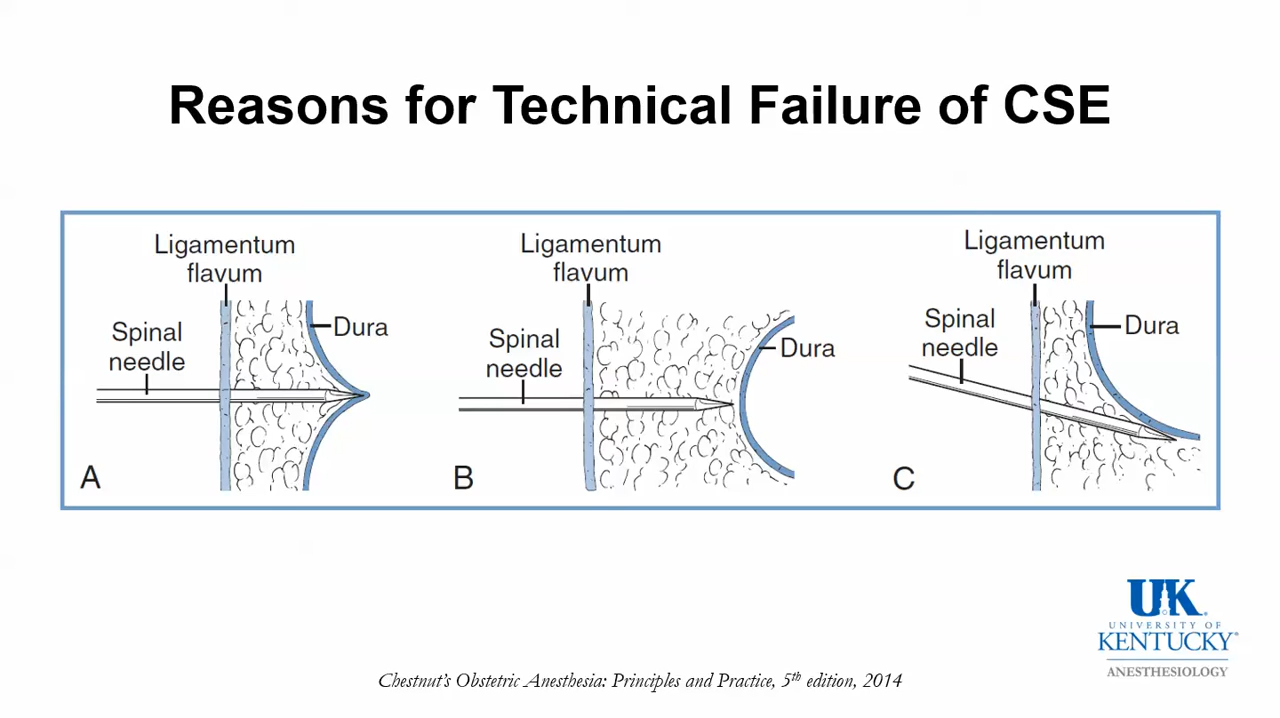 Reasons for Technical Failure of CSE
Ligamentum
flavum
Spinal
needle
Dura
A
Ligamentum
flavum
Spinal
needle
Dura
B
Ligamentum
flavum
Spinal
needle
Dura
C
UK
UNIVERSITY OF
KENTUCKY®
ANESTHESIOLOGY
Chestnut's Obstetric Anesthesia: Principles and Practice, 5th edition, 2014